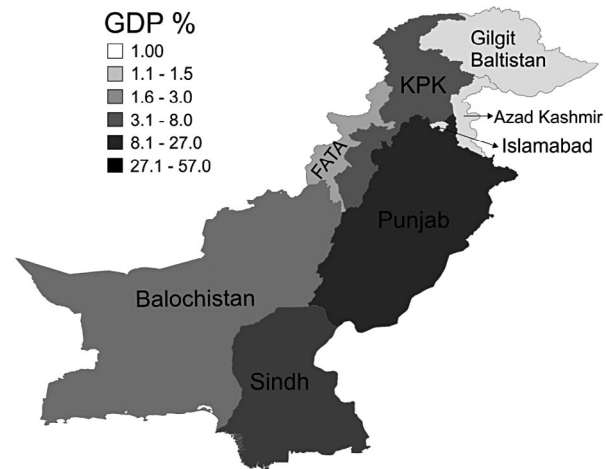 GDP %
1.00
1.1 - 1.5
1.6 - 3.0
3.1 - 8.0
8.1 - 27.0
27.1 - 57.0
Gilgit
Baltistan
KPK
Azad Kashmir
Islamabad
FATA
Punjab
Balochistan
Sindh